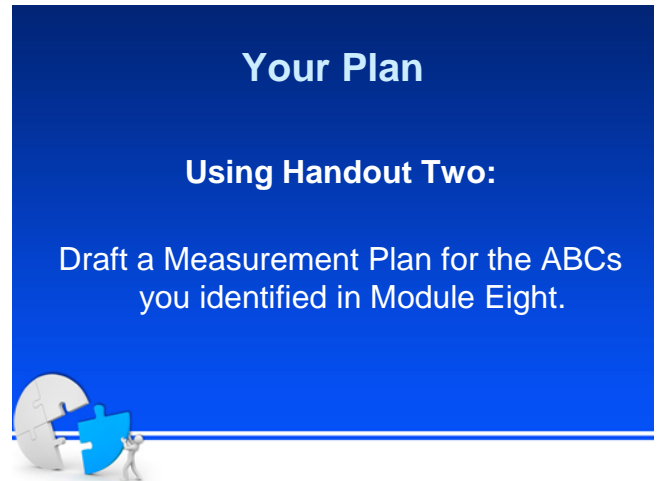 Your Plan
Using Handout Two:
Draft a Measurement Plan for the ABCs
you identified in Module Eight.